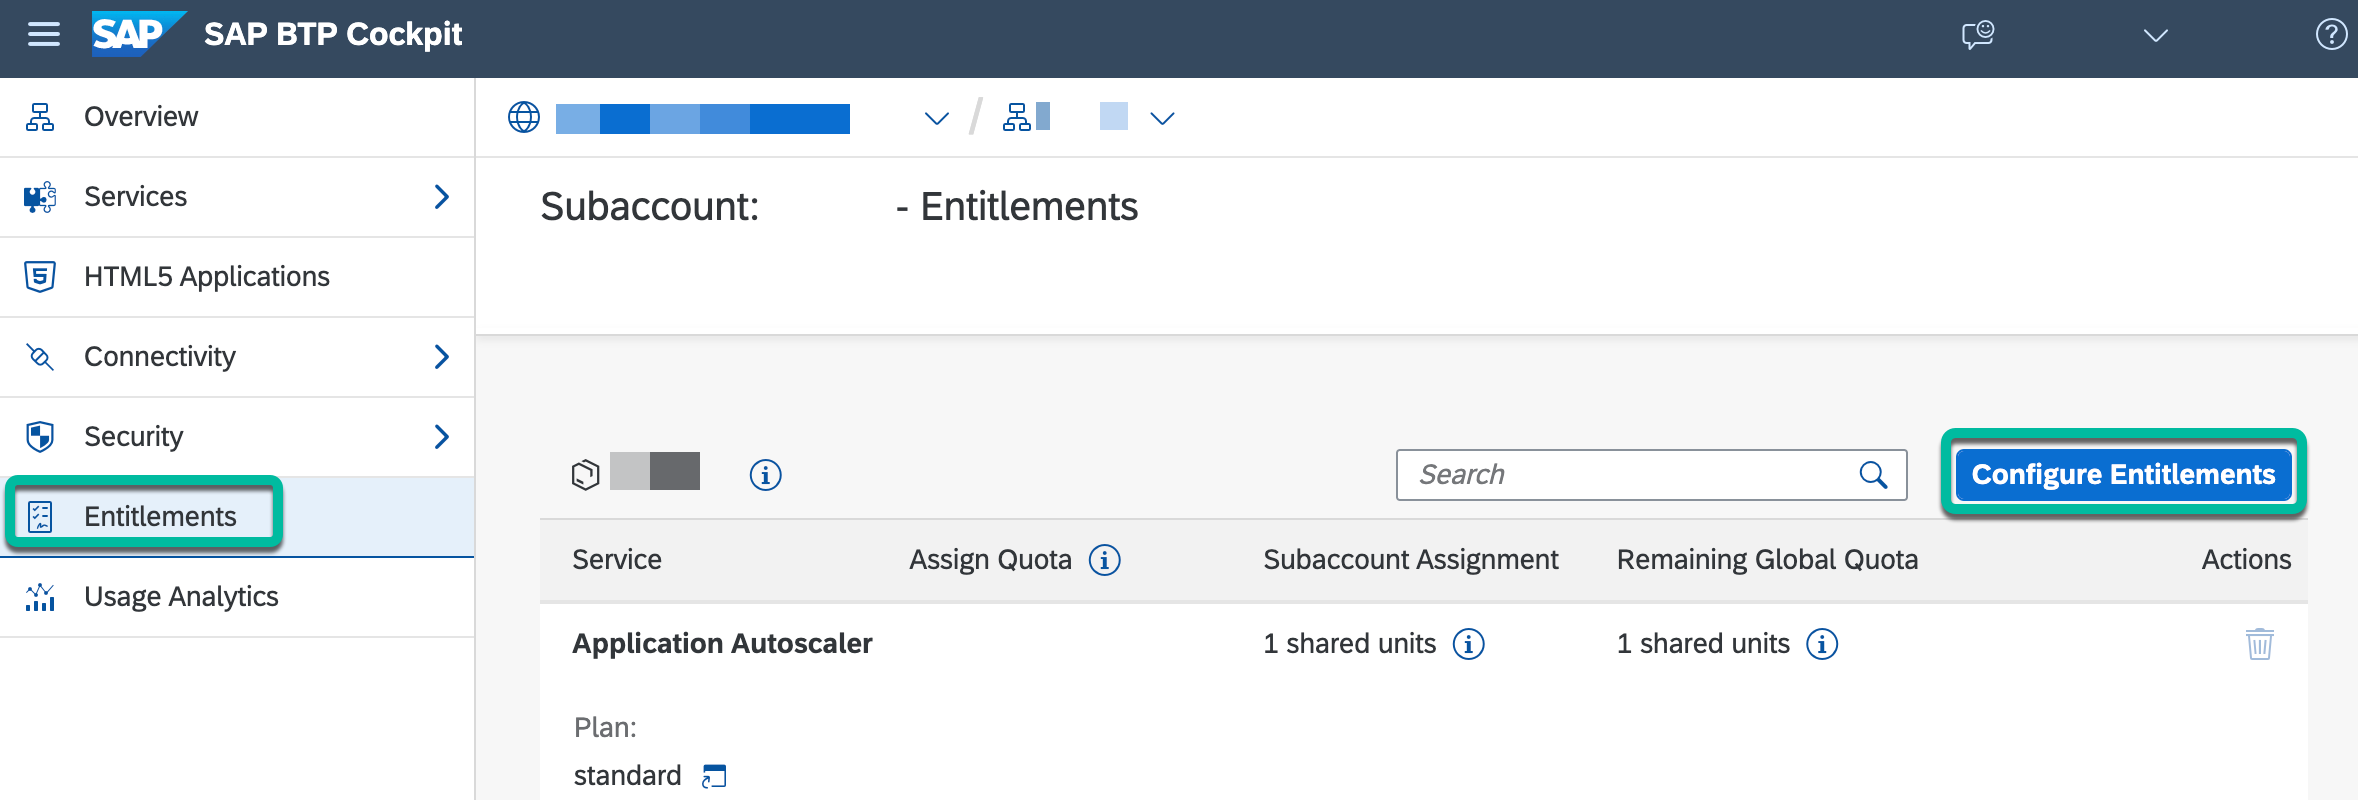 SAP SAP BTP Cockpit
Overview
Services
HTML5 Applications
Connectivity
Security
Entitlements
Usage Analytics
Subaccount: - Entitlements
Search
Configure Entitlements
Service Assign Quota Subaccount Assignment Remaining Global Quota Actions
Application Autoscaler 1 shared units 1 shared units
Plan:
standard